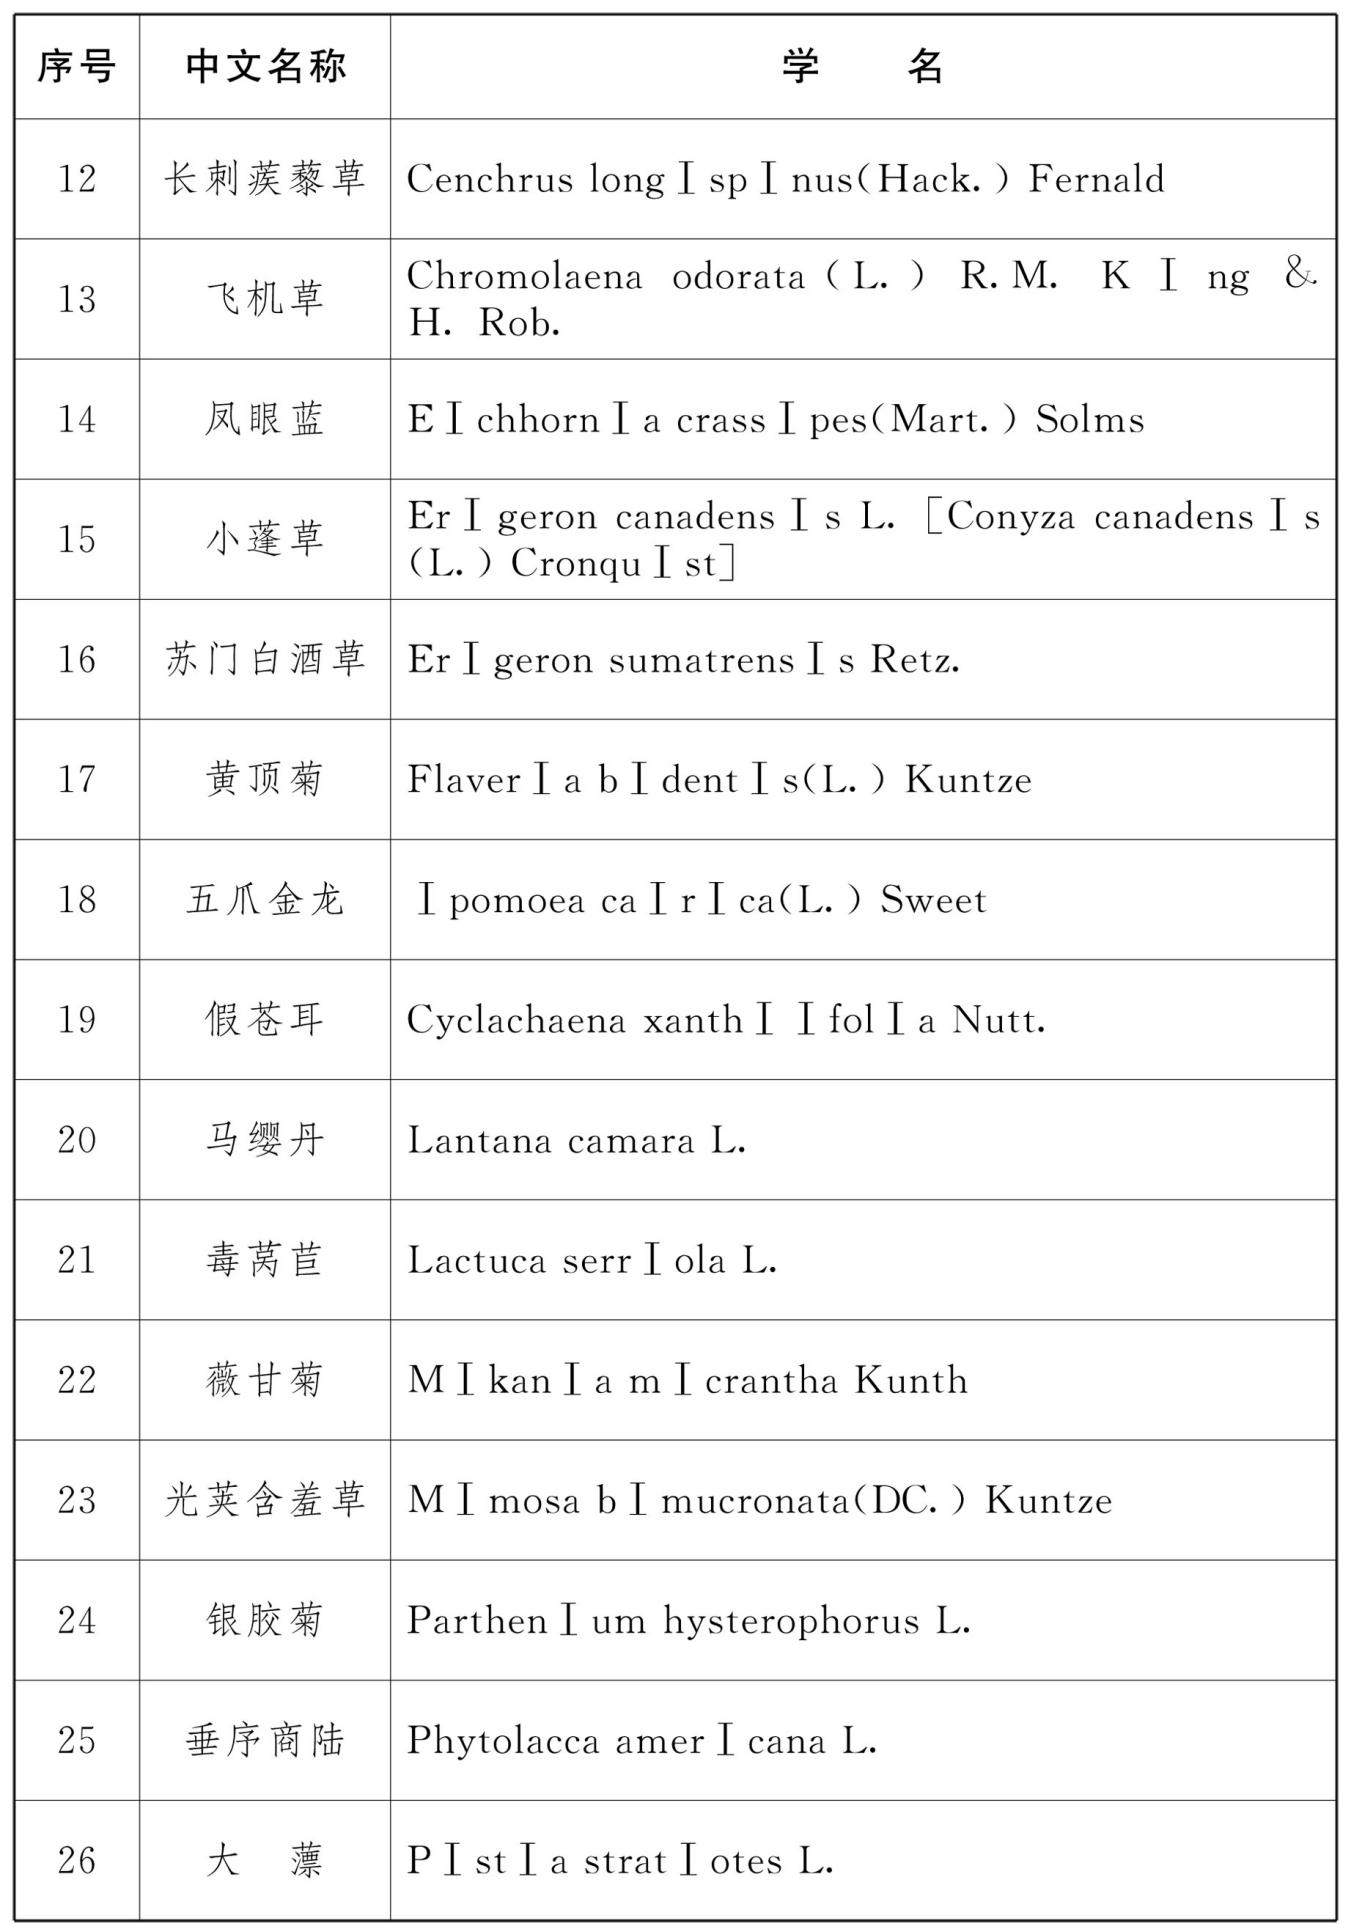 序号 中文名称 学 名
12 长刺蒺藜草 Cenchrus longⅠspⅠnus(Hack.) Fernald
13 飞机草 Chromolaena odorata (L.) R.M. KⅠng &
H. Rob.
14 凤眼蓝 EⅠchhornⅠa crassⅠpes(Mart.) Solms
15 小蓬草 ErⅠgeron canadensⅠs L. [Conyza canadensⅠs
(L.) CronquⅠst]
16 苏门白酒草 ErⅠgeron sumatrensⅠs Retz.
17 黄顶菊 FlaverⅠa bⅠdentⅠs(L.) Kuntze
18 五爪金龙 Ⅰpomoea caⅠrⅠca(L.) Sweet
19 假苍耳 Cyclachaena xanthⅠⅠfolⅠa Nutt.
20 马缨丹 Lantana camara L.
21 毒莴苣 Lactuca serrⅠola L.
22 薇甘菊 MⅠkanⅠa mⅠcrantha Kunth
23 光荚含羞草 MⅠmosa bⅠmucronata(DC.) Kuntze
24 银胶菊 ParthenⅠum hysterophorus L.
25 垂序商陆 Phytolacca amerⅠcana L.
26 大 薸 PⅠstⅠa stratⅠotes L.